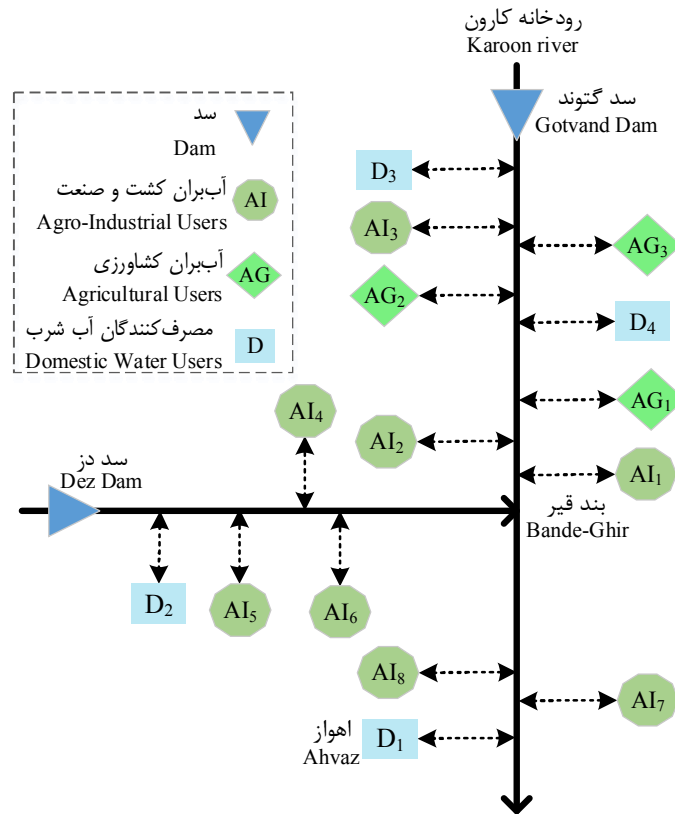 رودخانه کارون
Karoon river
سد گتوند
Gotvand Dam
سد
Dam
AI
آب‌بران کشت و صنعت
Agro-Industrial Users
AG
آب‌بران کشاورزی
Agricultural Users
D
مصرف‌کنندگان آب شرب
Domestic Water Users
D₃
AI₃
AG₃
AG₂
D₄
AG₁
AI₄
AI₂
AI₁
سد دز
Dez Dam
بند قیر
Bande-Ghir
D₂
AI₅
AI₆
AI₈
AI₇
اهواز
Ahvaz
D₁